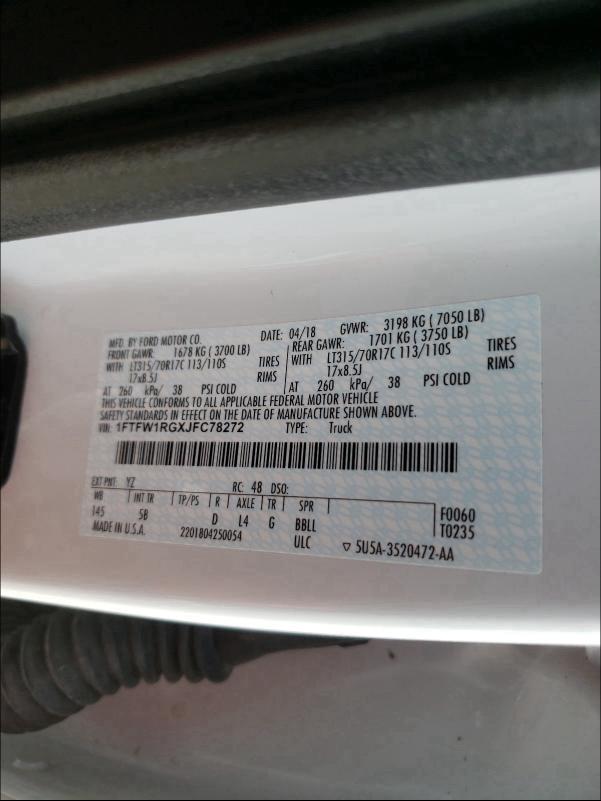 MFD. BY FORD MOTOR CO.
DATE: 04/18 GVWR: 3198 KG ( 7050 LB)
FRONT GAWR: 1678 KG ( 3700 LB) REAR GAWR: 1701 KG ( 3750 LB)
WITH LT315/70R17C 113/110S TIRES WITH LT315/70R17C 113/110S TIRES
17x8.5J RIMS 17x8.5J RIMS
AT 260 kPa/ 38 PSI COLD AT 260 kPa/ 38 PSI COLD
THIS VEHICLE CONFORMS TO ALL APPLICABLE FEDERAL MOTOR VEHICLE
SAFETY STANDARDS IN EFFECT ON THE DATE OF MANUFACTURE SHOWN ABOVE.
VIN: 1FTFW1RGXJFC78272 TYPE: Truck
EXT PNT: YZ RC: 48 DSO:
WB INT TR TP/PS R AXLE TR SPR
145 5B D L4 G BBLL F0060
MADE IN U.S.A. 2201804250054 ULC T0235
▽ 5U5A-3520472-AA